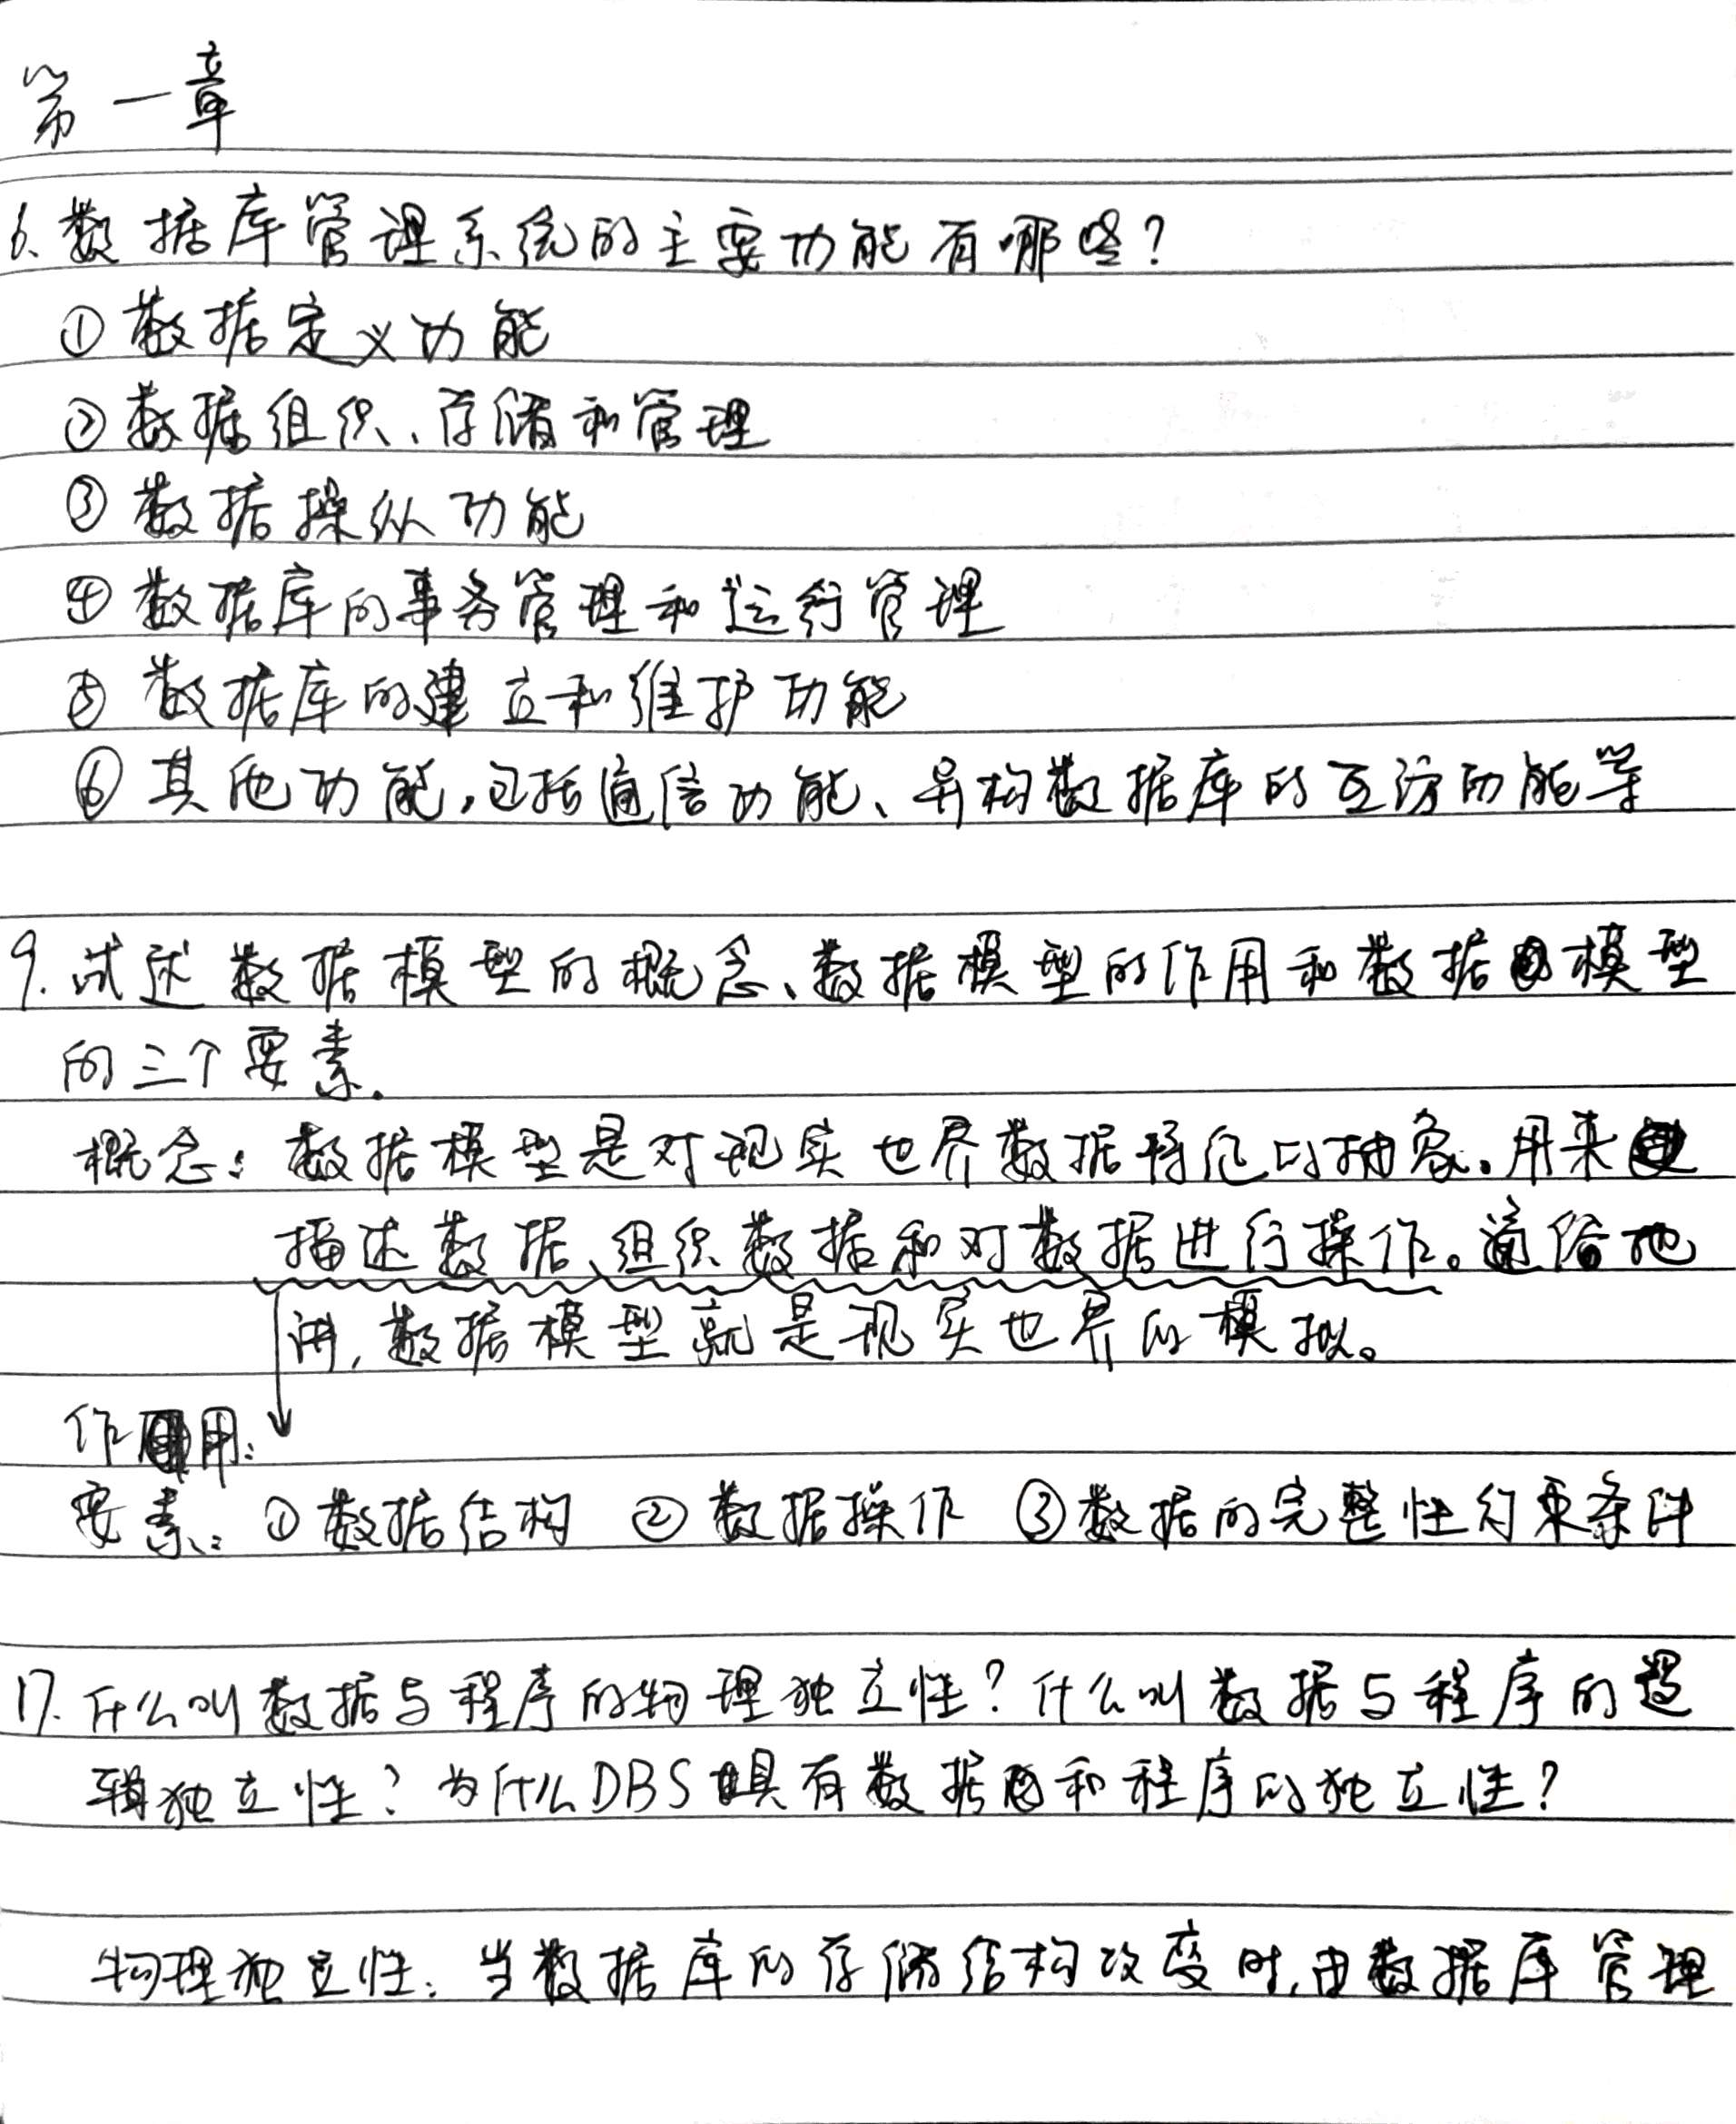 第一章
6.数据库管理系统的主要功能有哪些？
①数据定义功能
②数据组织、存储和管理
③数据操纵功能
④数据库的事务管理和运行管理
⑤数据库的建立和维护功能
⑥其他功能,包括通信功能、异构数据库的互访功能等
9.试述数据模型的概念、数据模型的作用和数据模型
的三个要素.
概念：数据模型是对现实世界数据特征的抽象.用来
描述数据、组织数据和对数据进行操作。通俗地
讲,数据模型就是现实世界的模拟。
作用：
要素：①数据结构 ②数据操作 ③数据的完整性约束条件
17.什么叫数据与程序的物理独立性？什么叫数据与程序的逻
辑独立性？为什么DBS具有数据和程序的独立性？
物理独立性：当数据库的存储结构改变时,由数据库管理